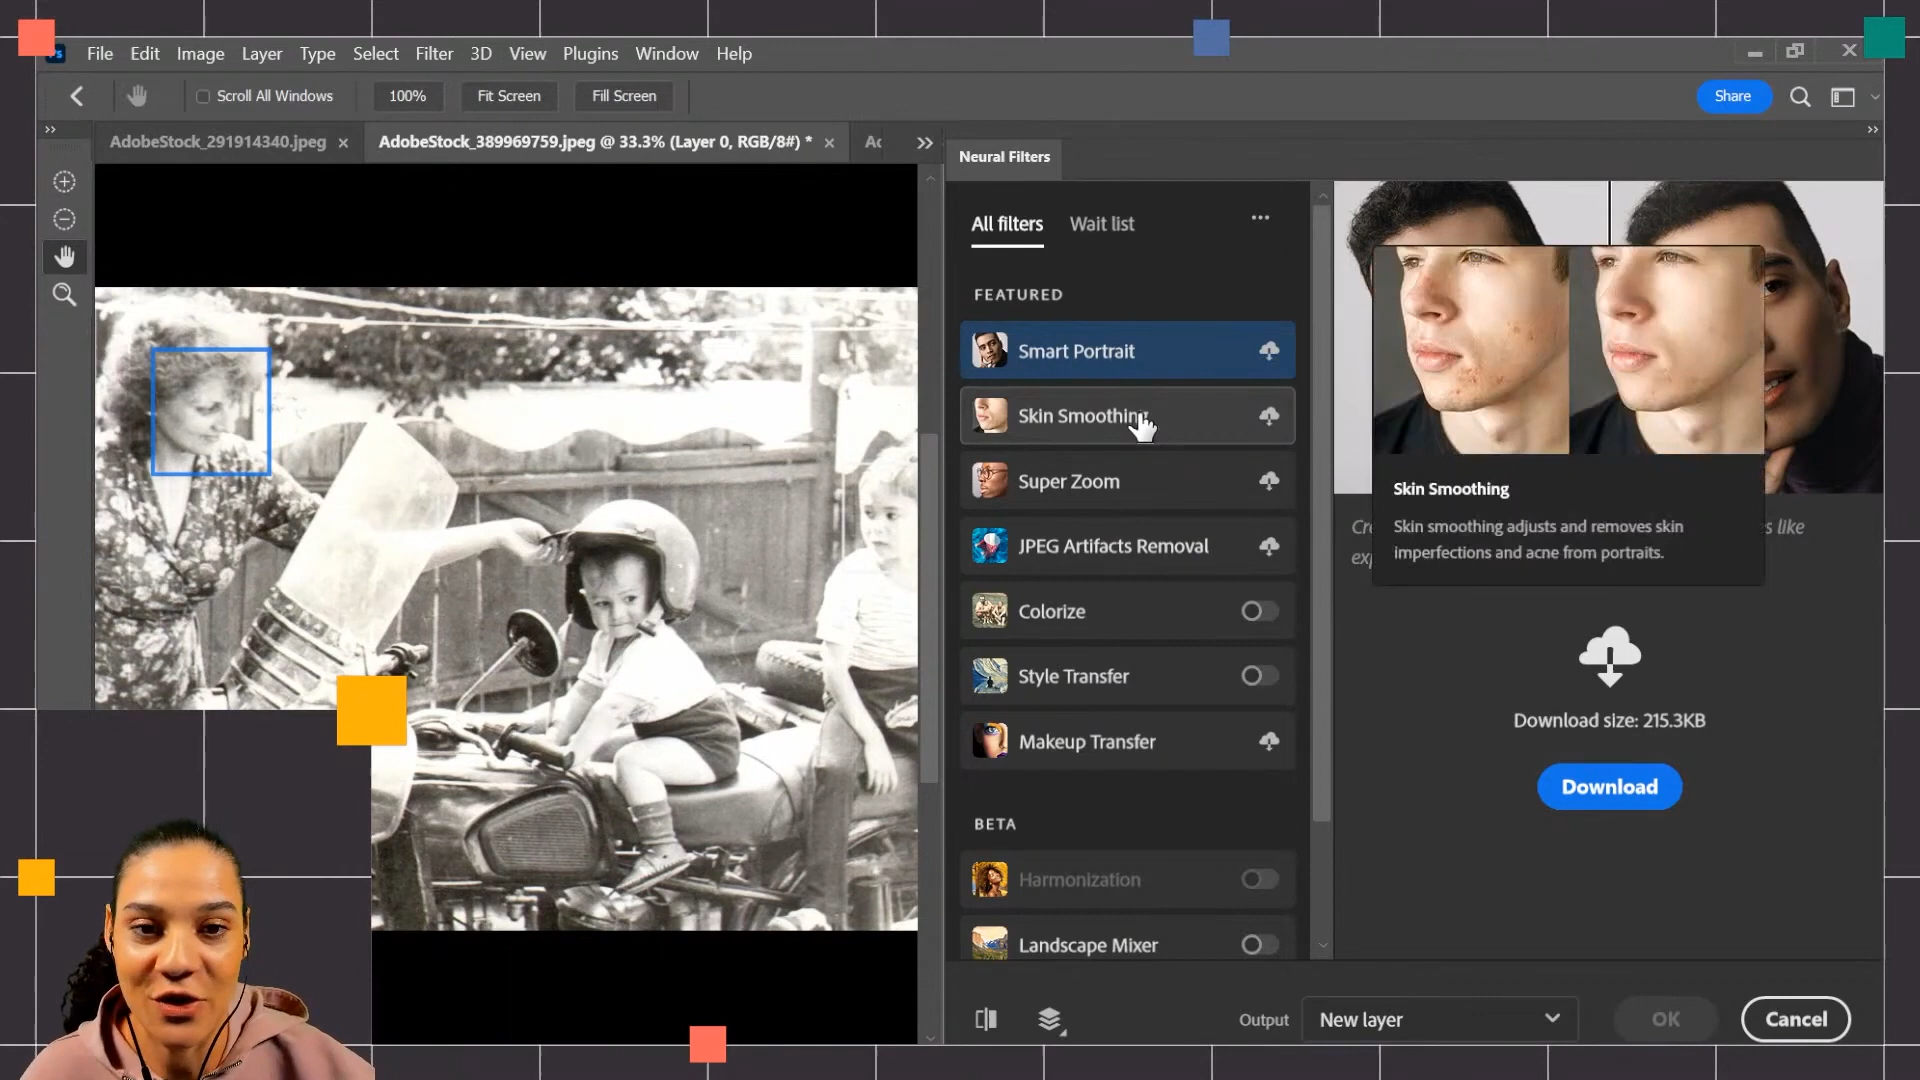 File Edit Image Layer Type Select Filter 3D View Plugins Window Help
Scroll All Windows 100% Fit Screen Fill Screen Share
AdobeStock_291914340.jpeg × AdobeStock_389969759.jpeg @ 33.3% (Layer 0, RGB/8#) * × Ad
Neural Filters
All filters Wait list ...
FEATURED
Smart Portrait
Skin Smoothing
Super Zoom
JPEG Artifacts Removal
Colorize
Style Transfer
Makeup Transfer
BETA
Harmonization
Landscape Mixer
Skin Smoothing
Skin smoothing adjusts and removes skin
imperfections and acne from portraits.
Download size: 215.3KB
Download
Output New layer OK Cancel